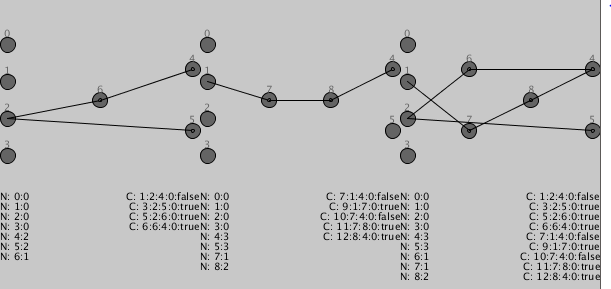 0
1
2
3
6
4
5
0
1
2
3
7
8
4
5
0
1
2
3
6
7
8
4
5
N: 0:0
N: 1:0
N: 2:0
N: 3:0
N: 4:2
N: 5:2
N: 6:1
C: 1:2:4:0:false
C: 3:2:5:0:true
C: 5:2:6:0:true
C: 6:6:4:0:true
N: 0:0
N: 1:0
N: 2:0
N: 3:0
N: 4:3
N: 5:3
N: 7:1
N: 8:2
C: 7:1:4:0:false
C: 9:1:7:0:true
C: 10:7:4:0:false
C: 11:7:8:0:true
C: 12:8:4:0:true
N: 0:0
N: 1:0
N: 2:0
N: 3:0
N: 4:3
N: 5:3
N: 6:1
N: 7:1
N: 8:2
C: 1:2:4:0:false
C: 3:2:5:0:true
C: 5:2:6:0:true
C: 6:6:4:0:true
C: 7:1:4:0:false
C: 9:1:7:0:true
C: 10:7:4:0:false
C: 11:7:8:0:true
C: 12:8:4:0:true